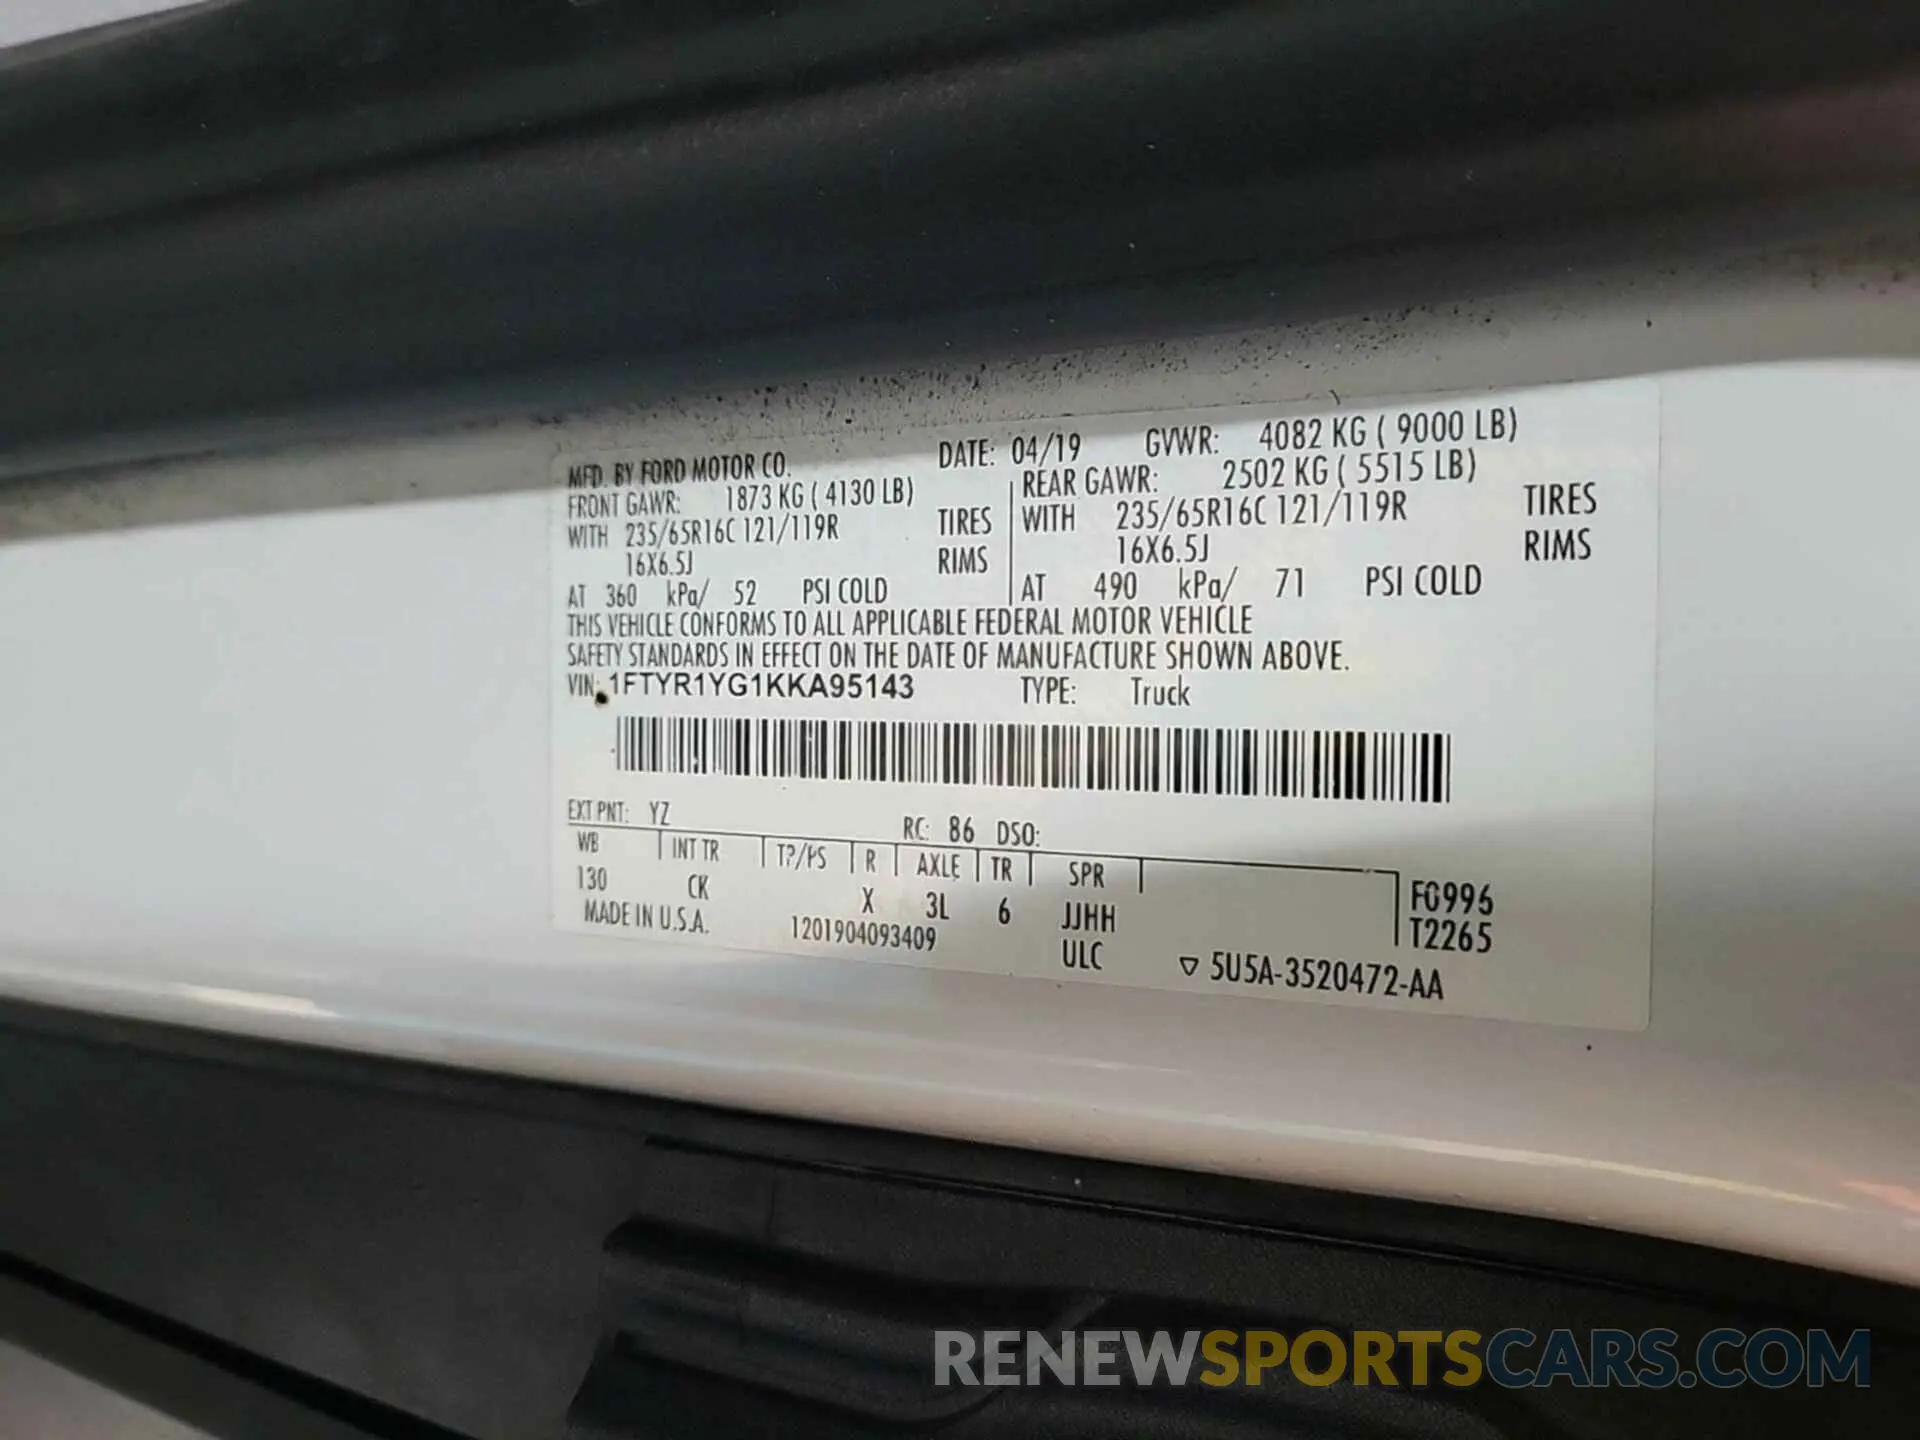 MFD. BY FORD MOTOR CO. DATE: 04/19 GVWR: 4082 KG ( 9000 LB)
FRONT GAWR: 1873 KG ( 4130 LB) REAR GAWR: 2502 KG ( 5515 LB)
WITH 235/65R16C 121/119R TIRES WITH 235/65R16C 121/119R TIRES
16X6.5J RIMS 16X6.5J RIMS
AT 360 kPa/ 52 PSI COLD AT 490 kPa/ 71 PSI COLD
THIS VEHICLE CONFORMS TO ALL APPLICABLE FEDERAL MOTOR VEHICLE
SAFETY STANDARDS IN EFFECT ON THE DATE OF MANUFACTURE SHOWN ABOVE.
VIN: 1FTYR1YG1KKA95143 TYPE: Truck
EXT PNT: YZ RC: 86 DSO:
WB INT TR TP/PS R AXLE TR SPR
130 CK X 3L 6 JJHH F0996
MADE IN U.S.A. 1201904093409 ULC T2265
▽ 5U5A-3520472-AA
RENEWSPORTSCARS.COM